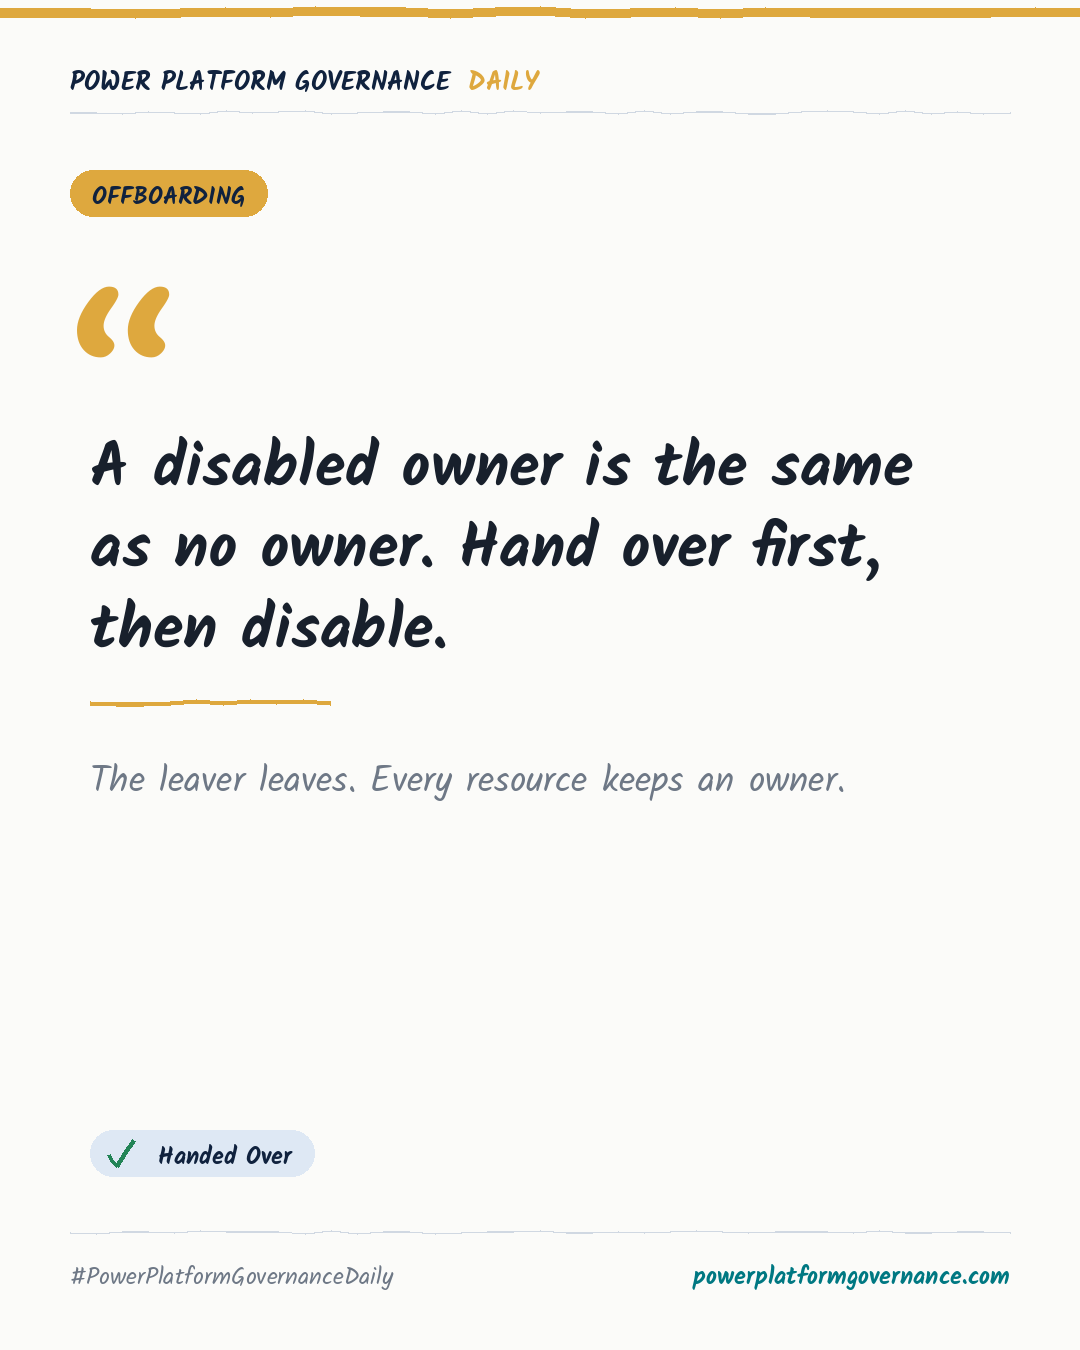 POWER PLATFORM GOVERNANCE DAILY
OFFBOARDING
“
A disabled owner is the same
as no owner. Hand over first,
then disable.
The leaver leaves. Every resource keeps an owner.
Handed Over
#PowerPlatformGovernanceDaily
powerplatformgovernance.com